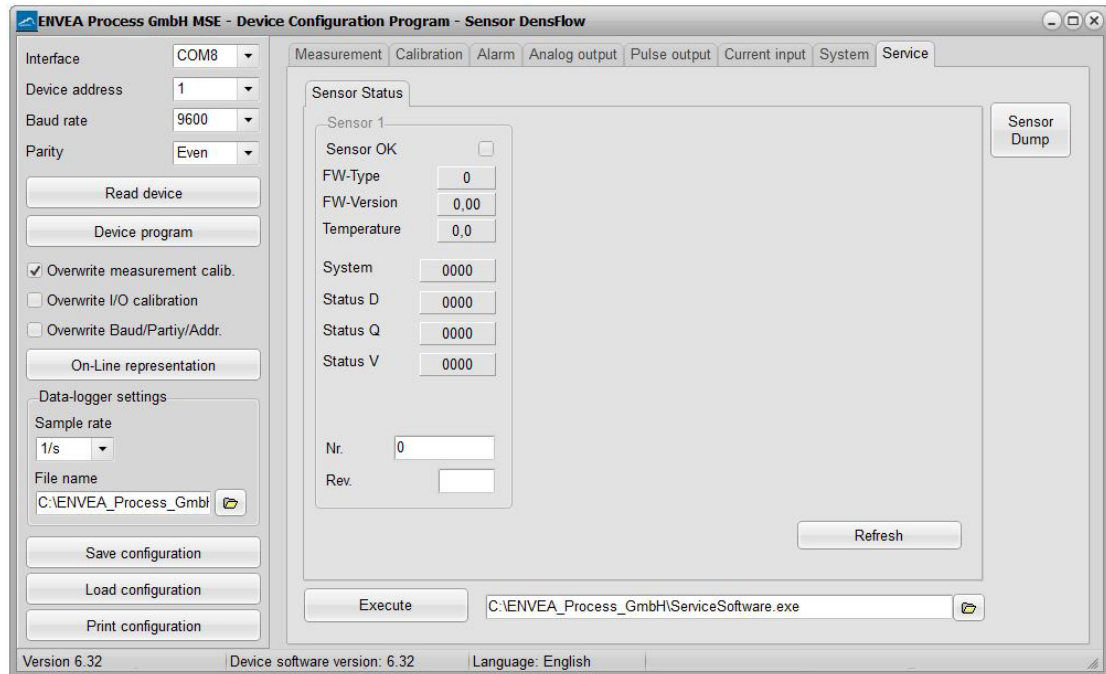 ENVEA Process GmbH MSE - Device Configuration Program - Sensor DensFlow
Interface COM8
Device address 1
Baud rate 9600
Parity Even
Read device
Device program
Overwrite measurement calib.
Overwrite I/O calibration
Overwrite Baud/Partiy/Addr.
On-Line representation
Data-logger settings
Sample rate
1/s
File name
C:\ENVEA_Process_Gmbl
Save configuration
Load configuration
Print configuration
Measurement Calibration Alarm Analog output Pulse output Current input System Service
Sensor Status
Sensor 1
Sensor OK
FW-Type 0
FW-Version 0,00
Temperature 0,0
System 0000
Status D 0000
Status Q 0000
Status V 0000
Nr. 0
Rev.
Refresh
Sensor
Dump
Execute C:\ENVEA_Process_GmbH\ServiceSoftware.exe
Version 6.32 Device software version: 6.32 Language: English